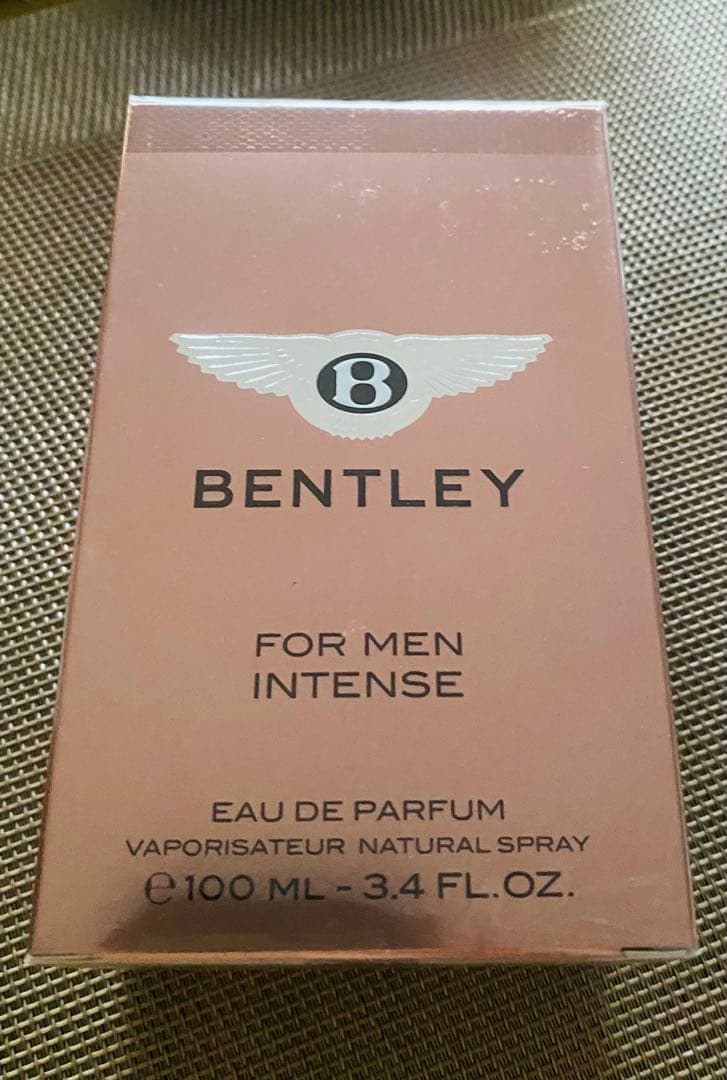 B
BENTLEY
FOR MEN
INTENSE
EAU DE PARFUM
VAPORISATEUR NATURAL SPRAY
℮100 ML - 3.4 FL.OZ.